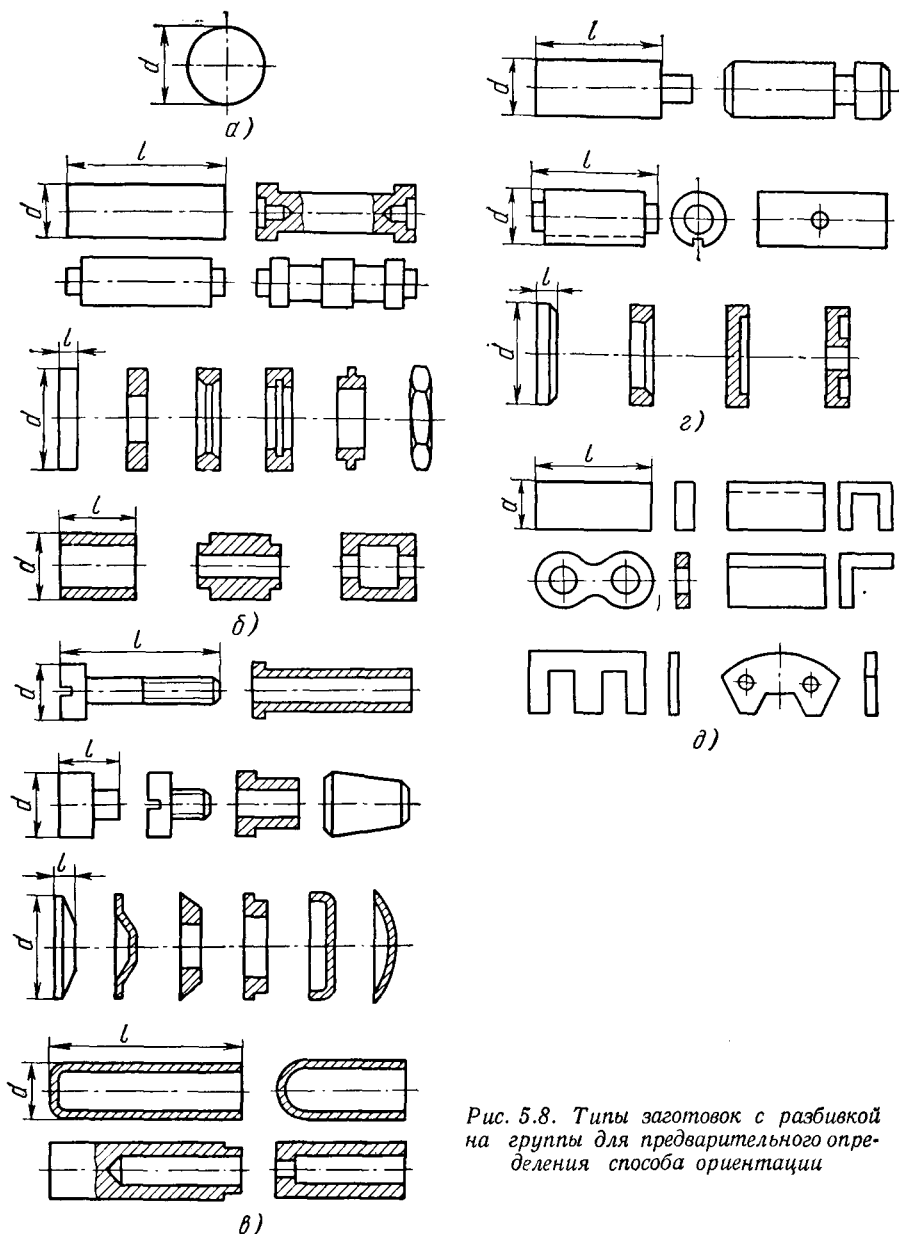 d
а)
l
d
l
d
l
d
б)
l
d
l
d
l
d
l
d
в)
l
d
l
d
l
d
г)
l
a
д)
Рис. 5.8. Типы заготовок с разбивкой
на группы для предварительного опре-
деления способа ориентации